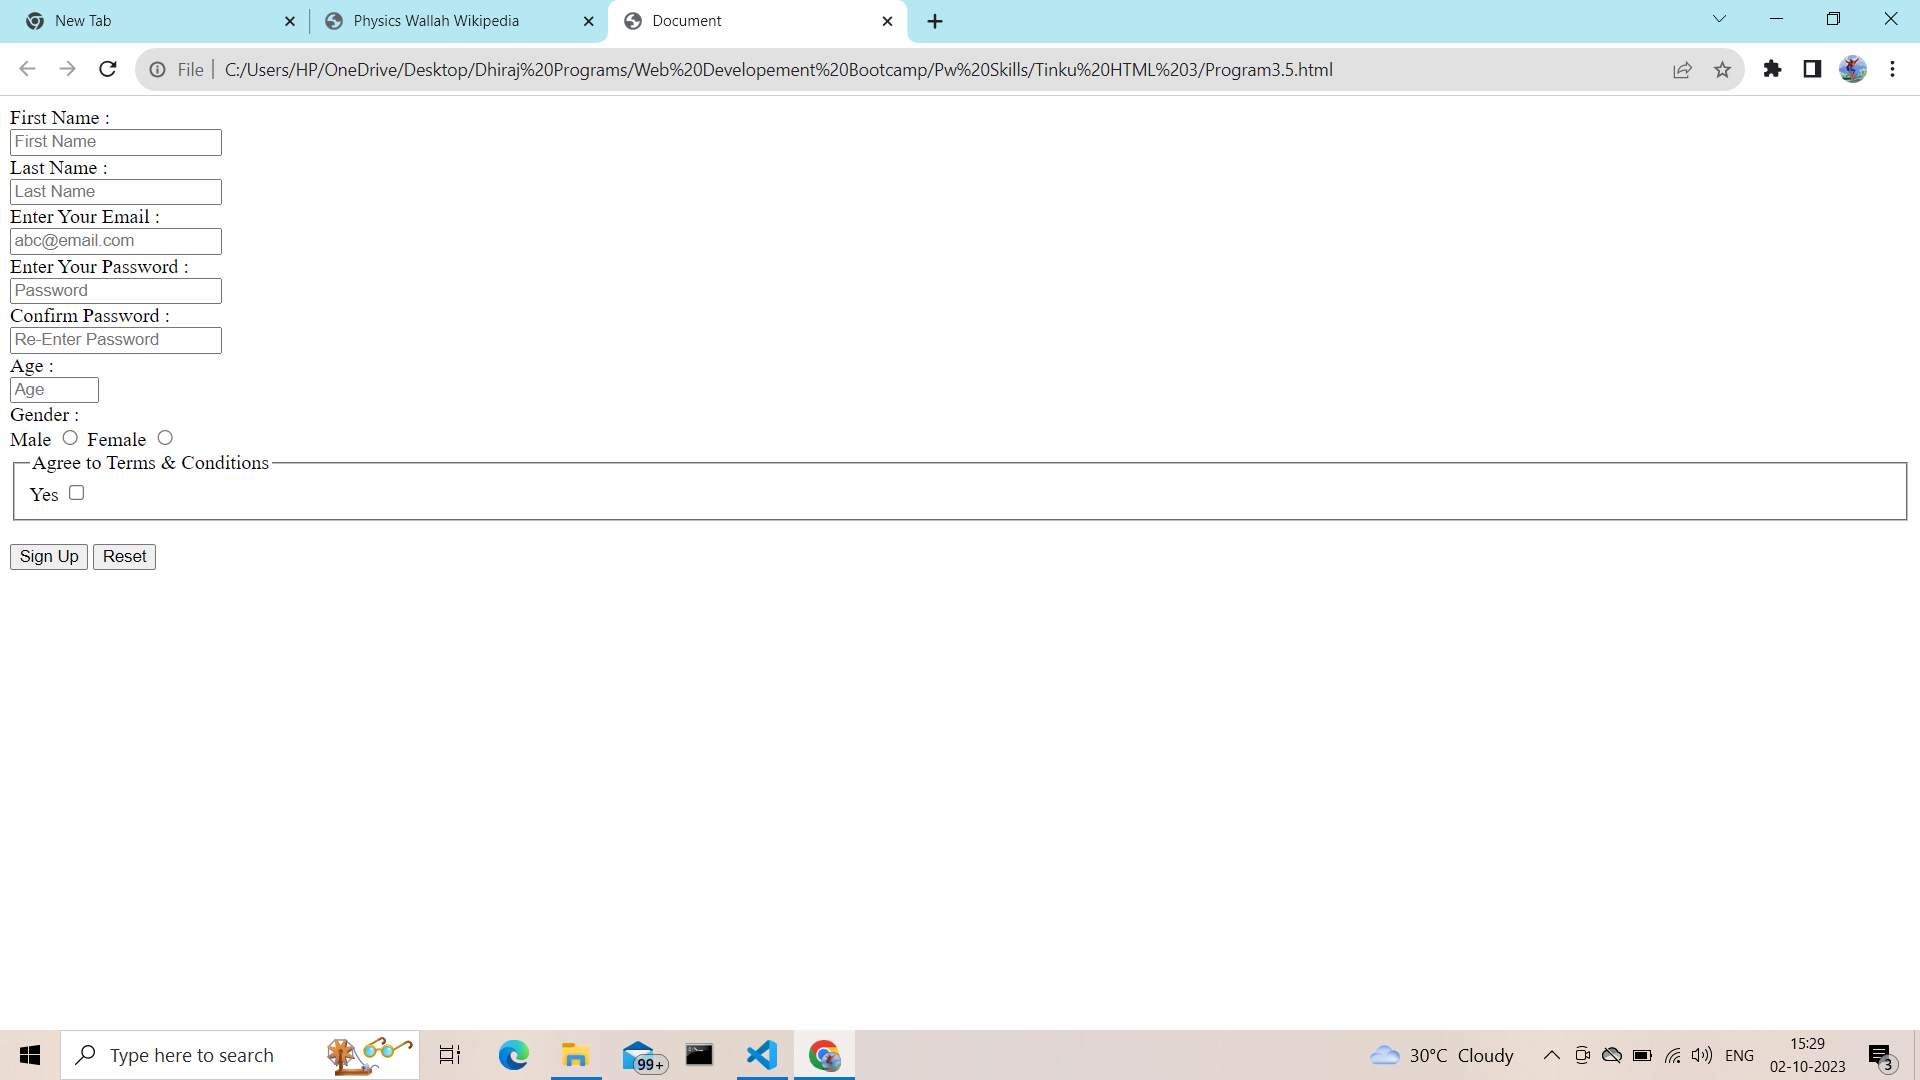 New Tab
Physics Wallah Wikipedia
Document
File
C:/Users/HP/OneDrive/Desktop/Dhiraj%20Programs/Web%20Developement%20Bootcamp/Pw%20Skills/Tinku%20HTML%203/Program3.5.html
First Name :
First Name
Last Name :
Last Name
Enter Your Email :
abc@email.com
Enter Your Password :
Password
Confirm Password :
Re-Enter Password
Age :
Age
Gender :
Male Female
Agree to Terms & Conditions
Yes
Sign Up Reset
Type here to search
99+
30°C Cloudy
ENG
15:29
02-10-2023
3